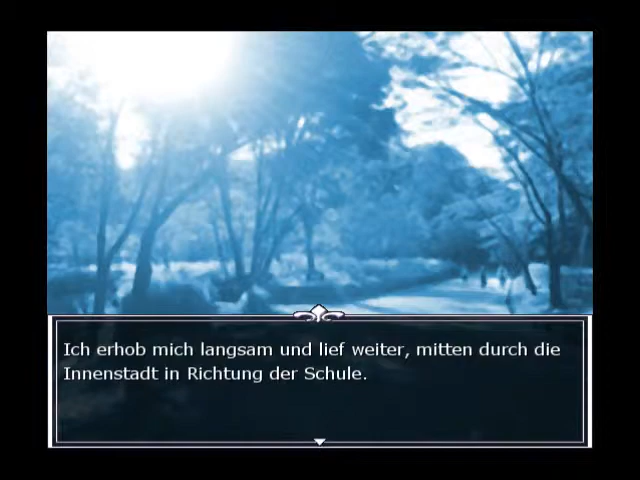 Ich erhob mich langsam und lief weiter, mitten durch die
Innenstadt in Richtung der Schule.